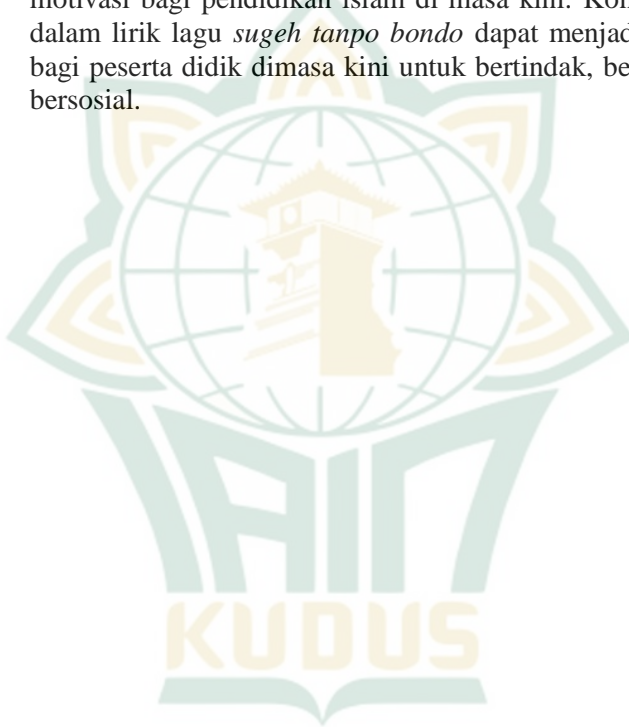 motivasi bagi pendidikan islam di masa kini. Kon
dalam lirik lagu sugeh tanpo bondo dapat menjad
bagi peserta didik dimasa kini untuk bertindak, be
bersosial.
IAIN
KUDUS